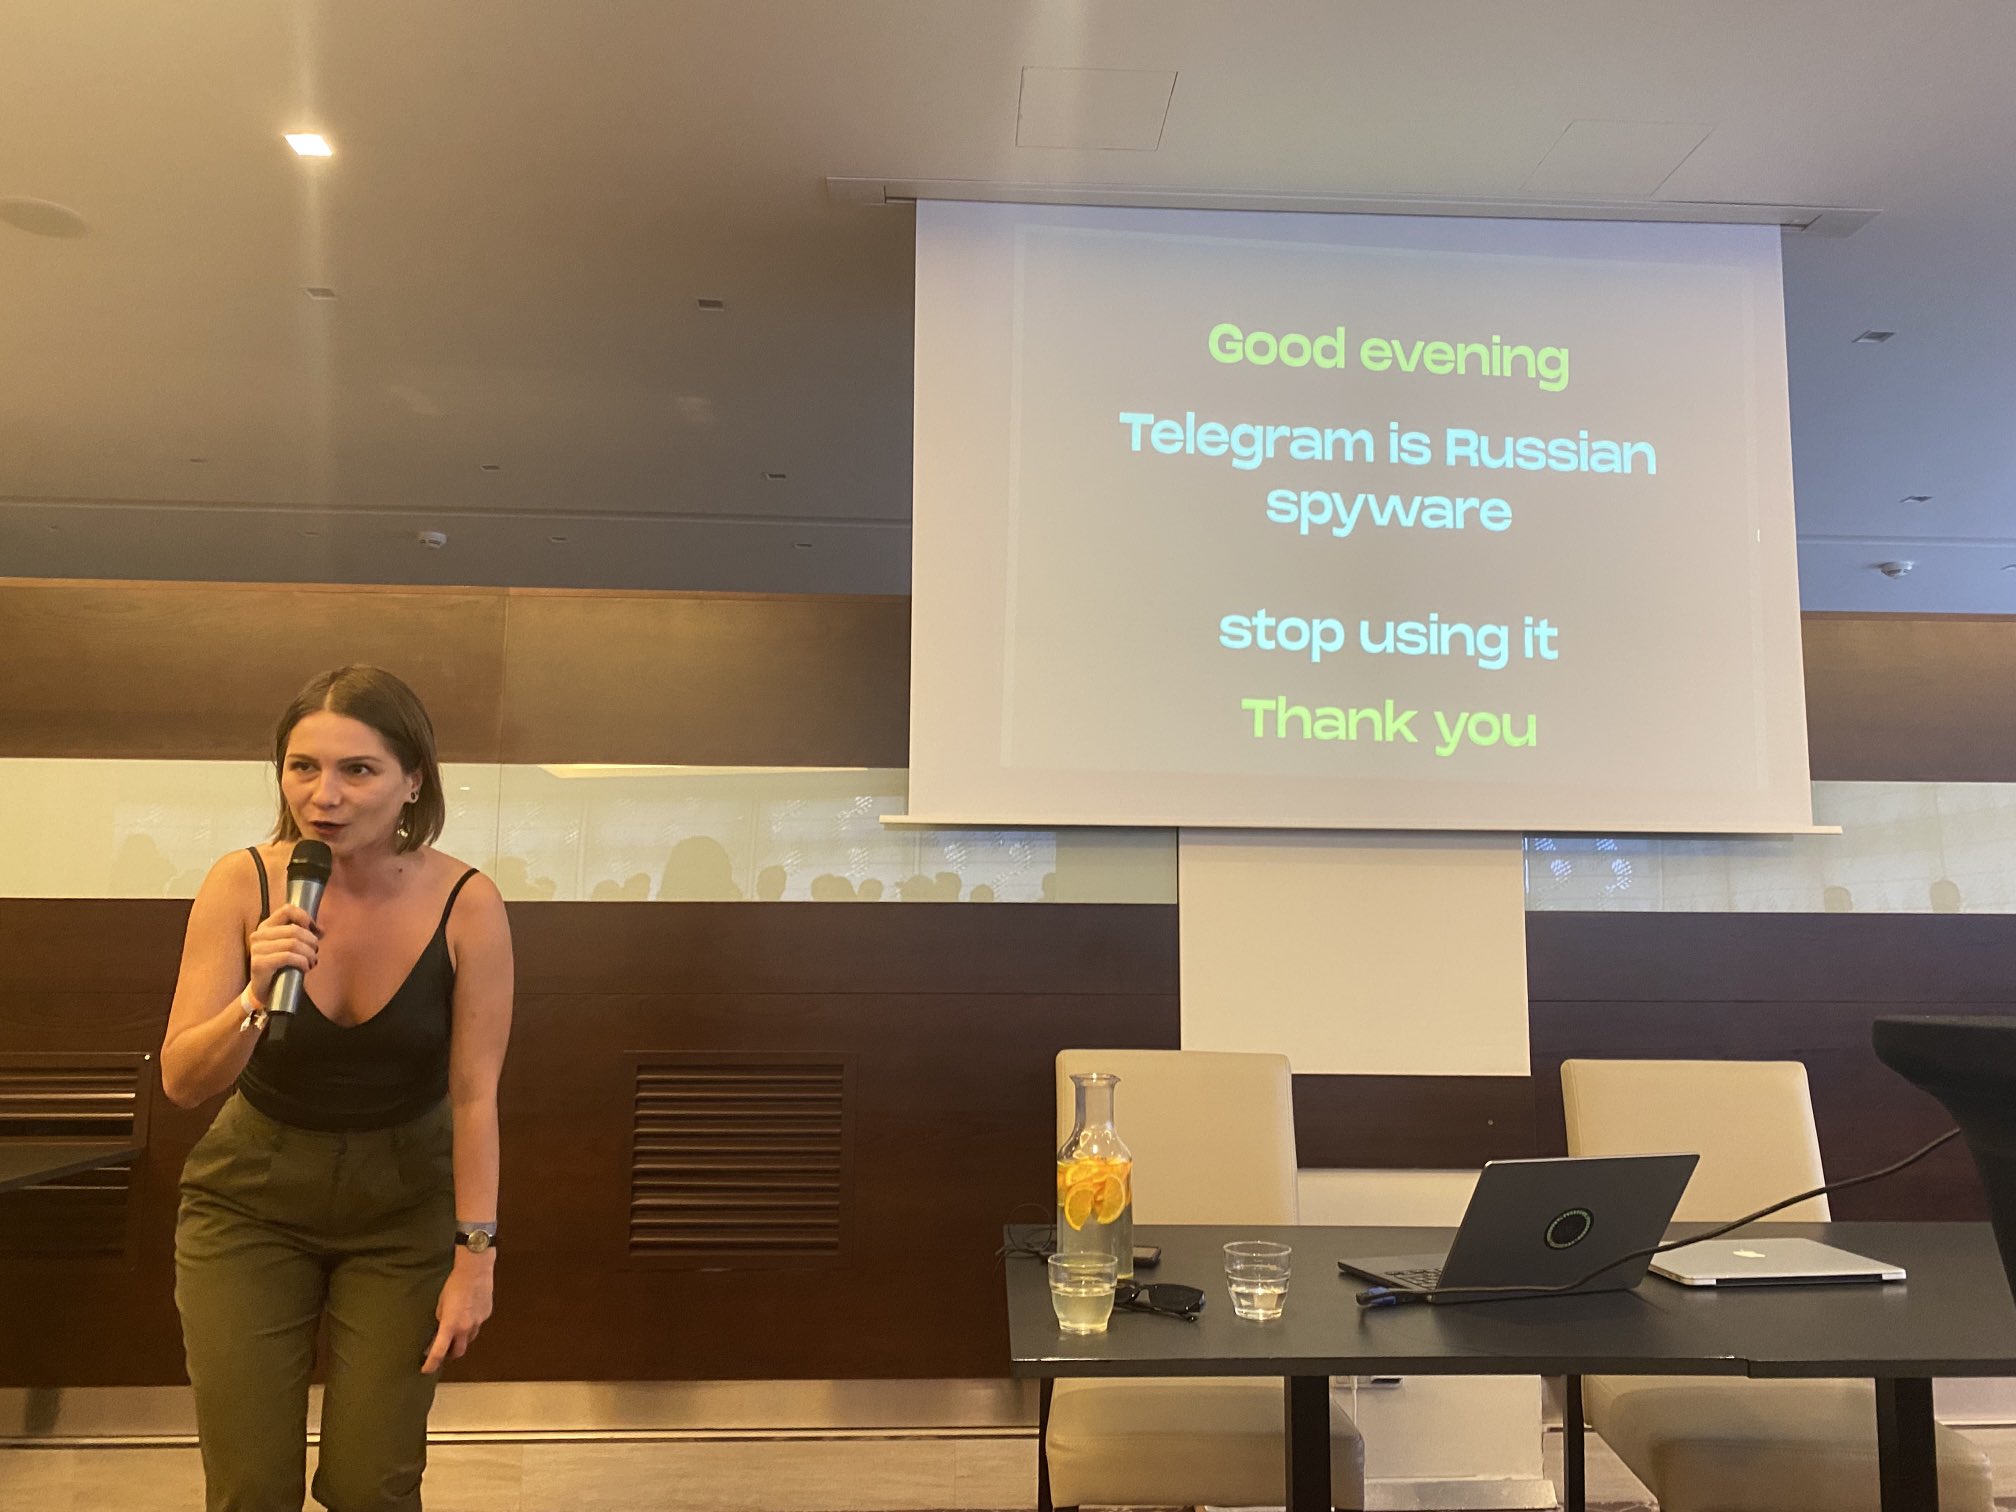 Good evening
Telegram is Russian
spyware
stop using it
Thank you